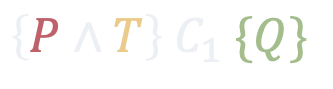 {P ∧ T} C₁ {Q}